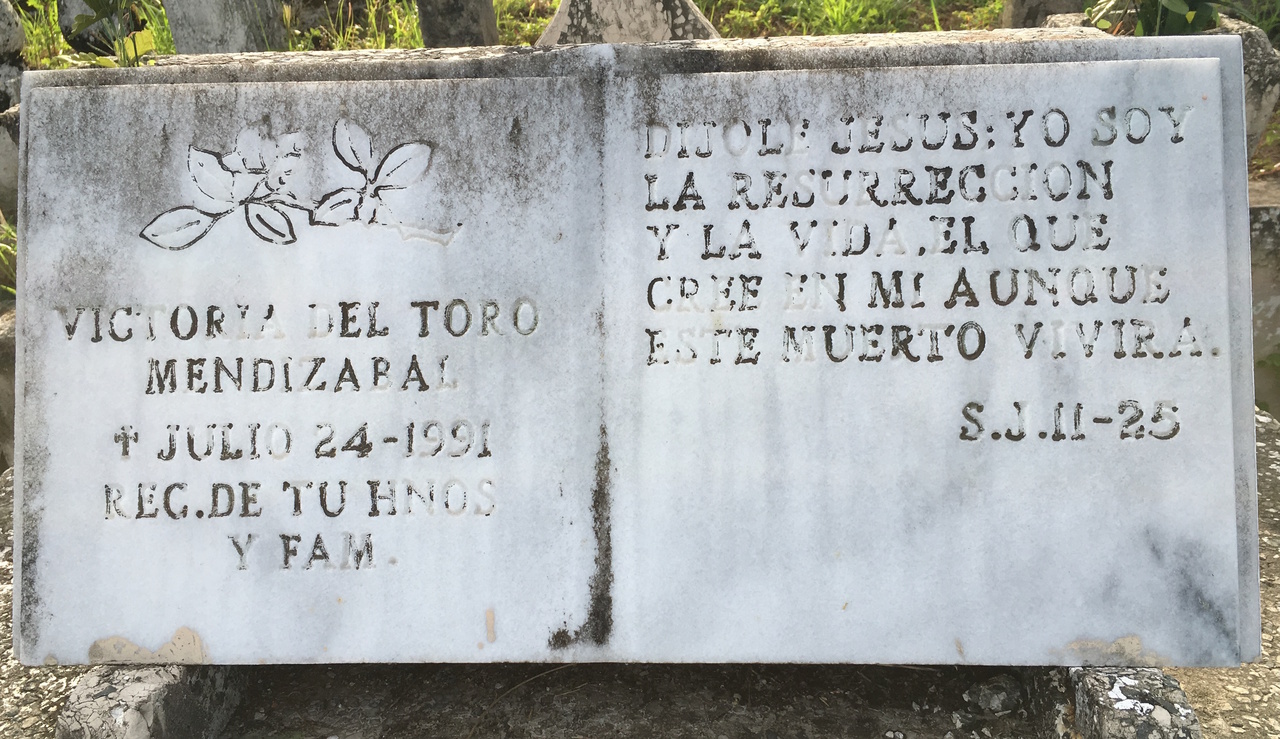 VICTORIA DEL TORO
MENDIZABAL
✝ JULIO 24-1991
REC.DE TU HNOS
Y FAM.
DIJOLE JESUS:YO SOY
LA RESURRECCION
Y LA VIDA,EL QUE
CREE EN MI AUNQUE
ESTE MUERTO VIVIRA.
S.J.11-25